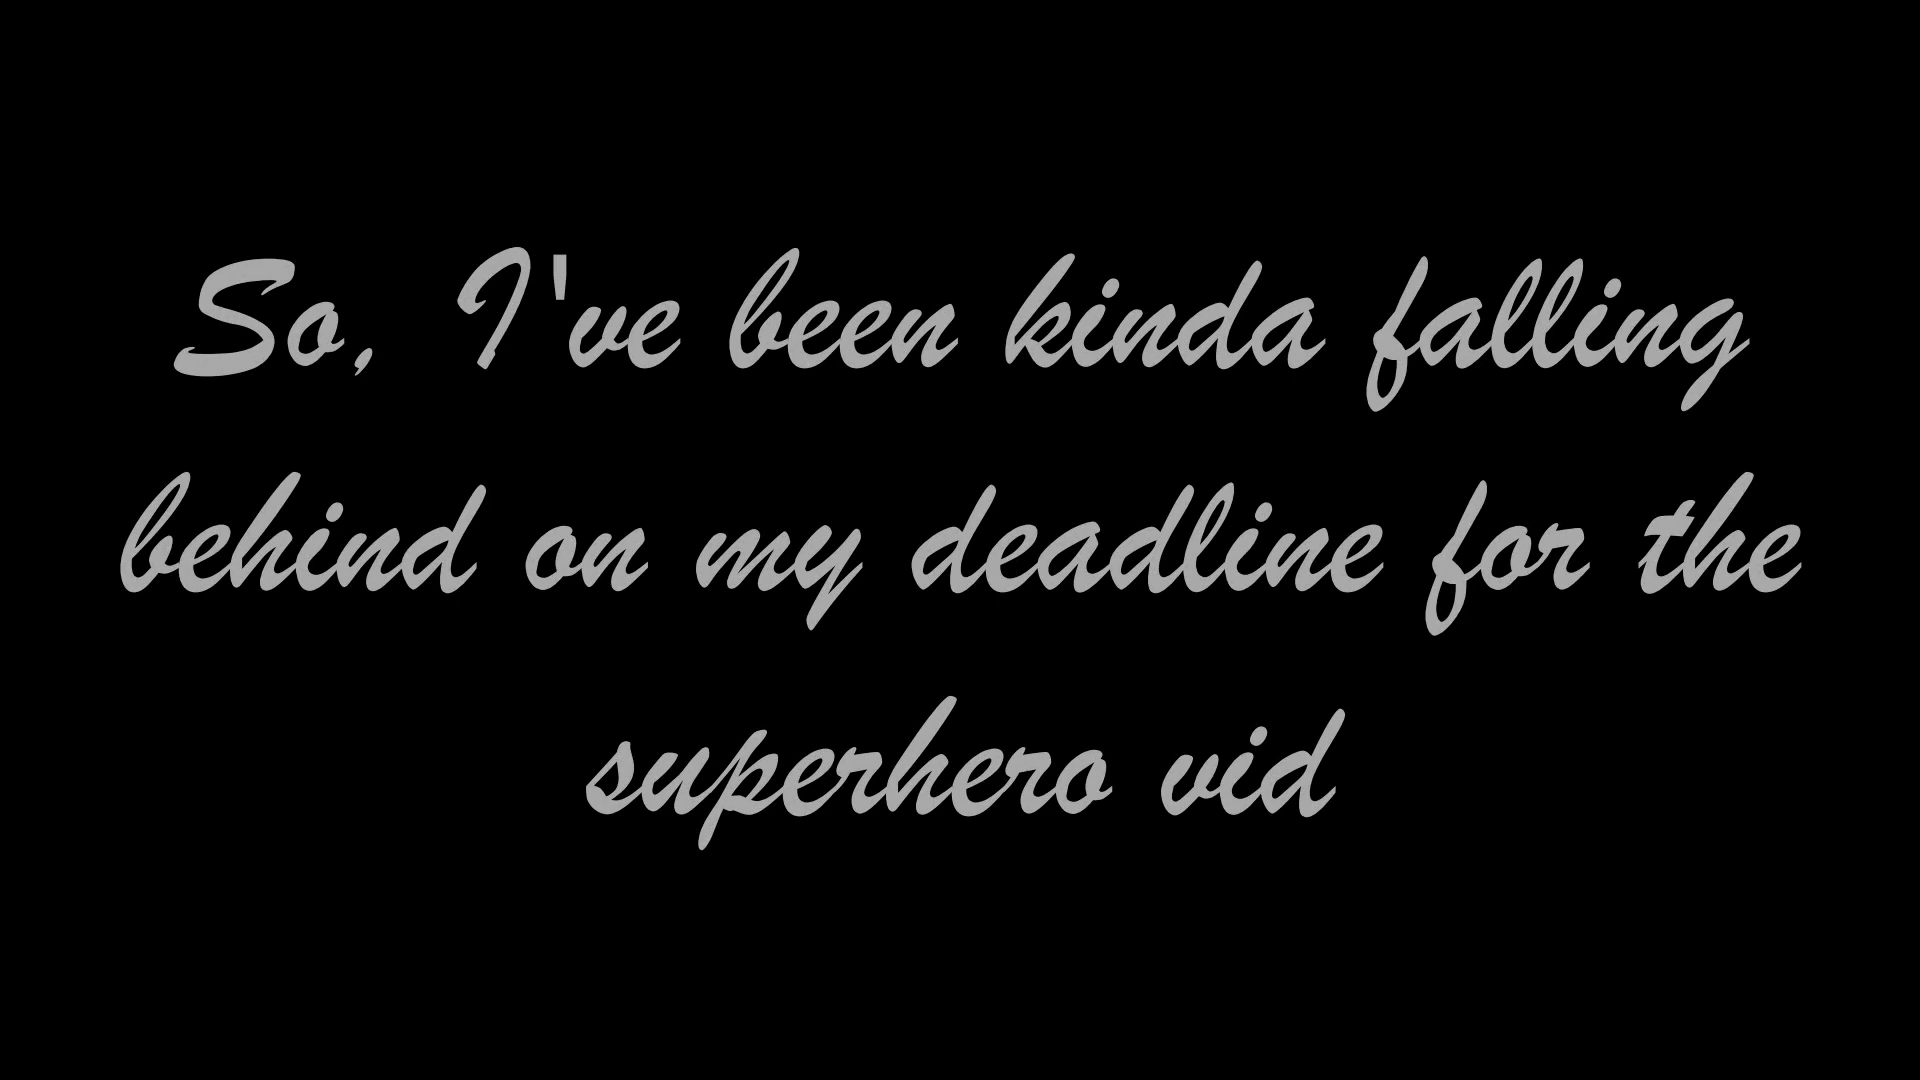 So, I've been kinda falling
behind on my deadline for the
superhero vid